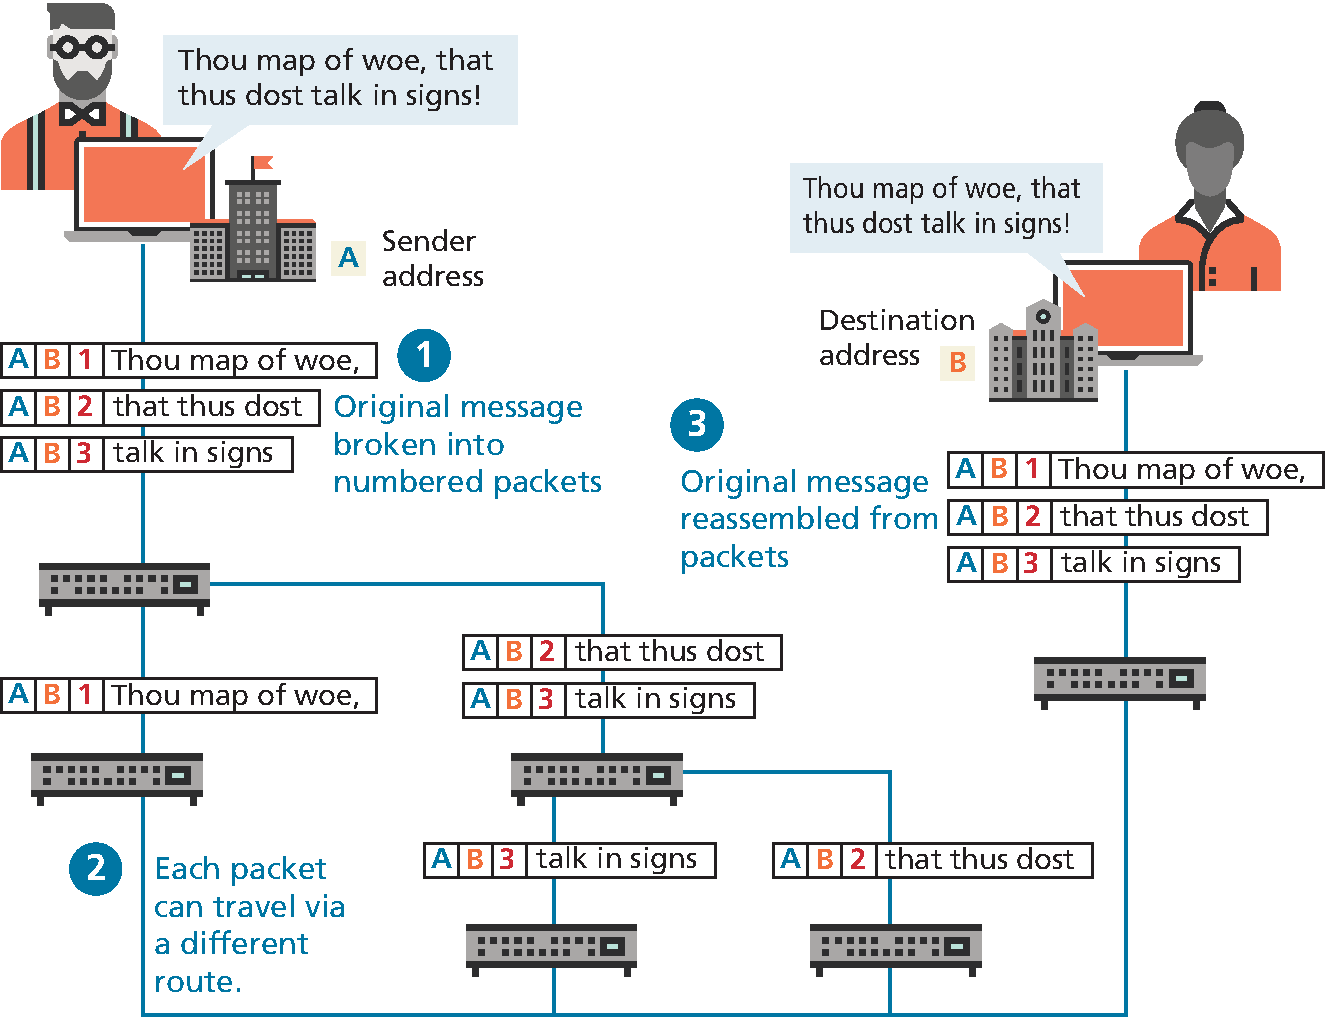 Thou map of woe, that
thus dost talk in signs!
A
Sender
address
Thou map of woe, that
thus dost talk in signs!
Destination
address
B
A B 1 Thou map of woe,
A B 2 that thus dost
A B 3 talk in signs
1
Original message
broken into
numbered packets
3
Original message
reassembled from
packets
A B 1 Thou map of woe,
A B 2 that thus dost
A B 3 talk in signs
A B 1 Thou map of woe,
A B 2 that thus dost
A B 3 talk in signs
2
Each packet
can travel via
a different
route.
A B 3 talk in signs
A B 2 that thus dost